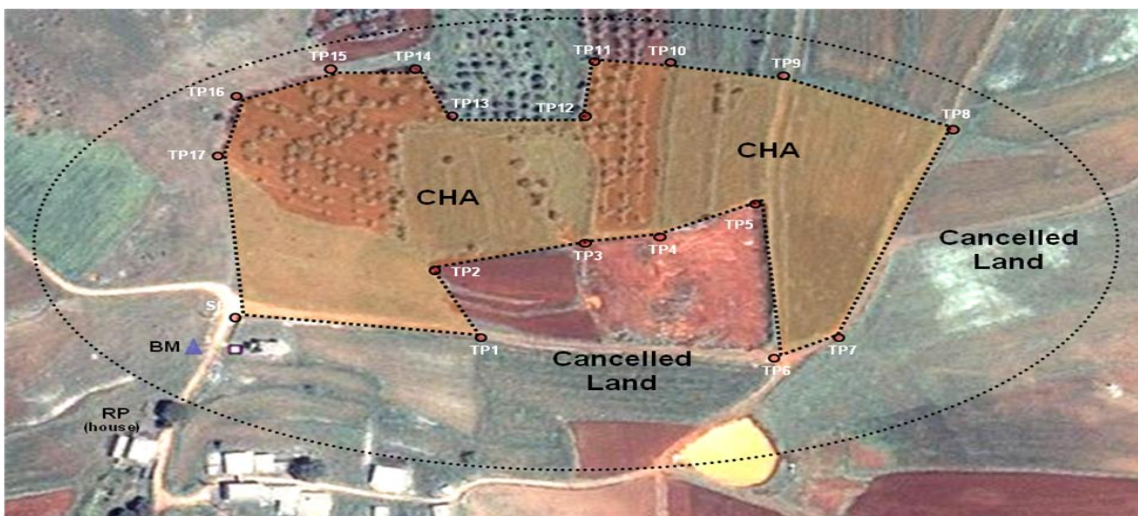 TP11
TP10
TP15
TP14
TP9
TP16
TP13
TP12
TP8
TP17
CHA
CHA
TP5
TP4
TP3
TP2
Cancelled
Land
TP1
BM
Cancelled
Land
TP7
TP6
RP
(house)